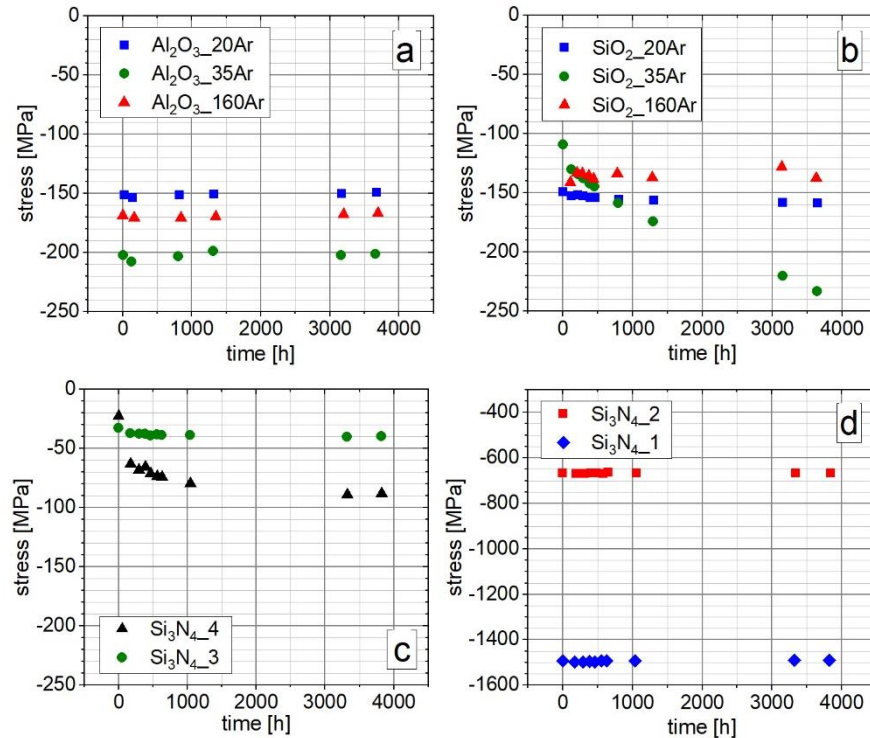 0
-50
-100
-150
-200
-250
stress [MPa]
Al₂O₃_20Ar
Al₂O₃_35Ar
Al₂O₃_160Ar
a
0 1000 2000 3000 4000
time [h]
0
-50
-100
-150
-200
-250
stress [MPa]
SiO₂_20Ar
SiO₂_35Ar
SiO₂_160Ar
b
0 1000 2000 3000 4000
time [h]
0
-50
-100
-150
-200
-250
stress [MPa]
Si₃N₄_4
Si₃N₄_3
c
0 1000 2000 3000 4000
time [h]
-400
-600
-800
-1000
-1200
-1400
-1600
stress [MPa]
Si₃N₄_2
Si₃N₄_1
d
0 1000 2000 3000 4000
time [h]